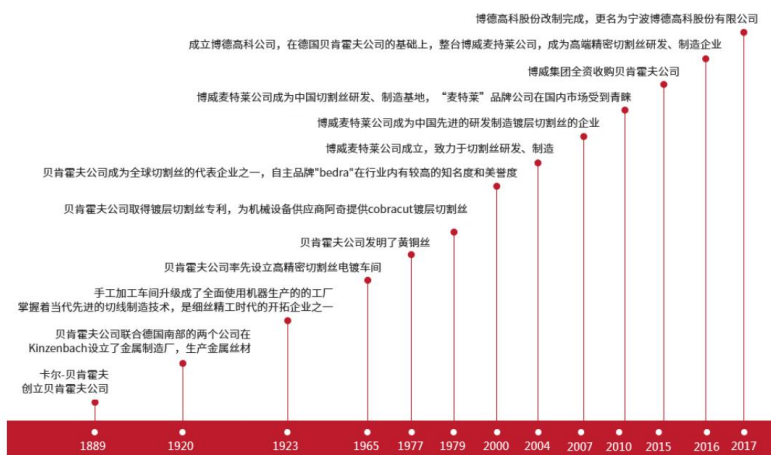 博德高科股份改制完成，更名为宁波博德高科股份有限公司
成立博德高科公司，在德国贝肯霍夫公司的基础上，整台博威麦持莱公司，成为高端精密切割丝研发、制造企业
博威集团全资收购贝肯霍夫公司
博威麦特莱公司成为中国切割丝研发、制造基地，“麦特莱”品牌公司在国内市场受到青睐
博威麦特莱公司成为中国先进的研发制造镀层切割丝的企业
博威麦特莱公司成立，致力于切割丝研发、制造
贝肯霍夫公司成为全球切割丝的代表企业之一，自主品牌"bedra"在行业内有较高的知名度和美誉度
贝肯霍夫公司取得镀层切割丝专利，为机械设备供应商阿奇提供cobracut镀层切割丝
贝肯霍夫公司发明了黄铜丝
贝肯霍夫公司率先设立高精密切割丝电镀车间
手工加工车间升级成了全面使用机器生产的的工厂
掌握着当代先进的切线制造技术，是细丝精工时代的开拓企业之一
贝肯霍夫公司联合德国南部的两个公司在
Kinzenbach设立了金属制造厂，生产金属丝材
卡尔-贝肯霍夫
创立贝肯霍夫公司
1889 1920 1923 1965 1977 1979 2000 2004 2007 2010 2015 2016 2017